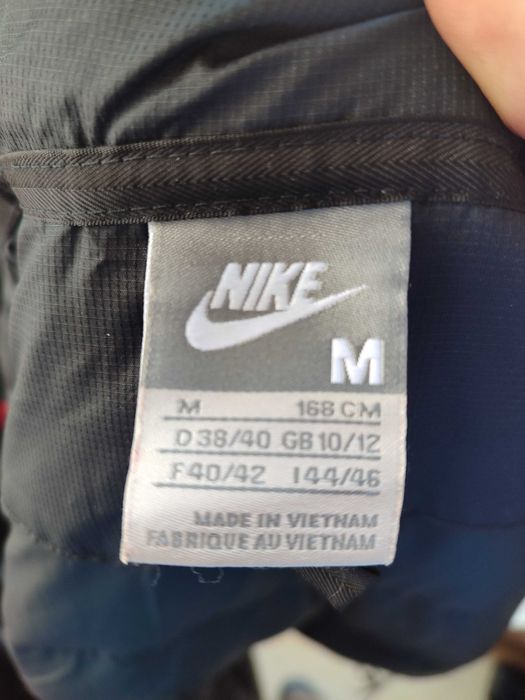 NIKE
M
M 168 CM
D 38/40 GB 10/12
F 40/42 I 44/46
MADE IN VIETNAM
FABRIQUE AU VIETNAM